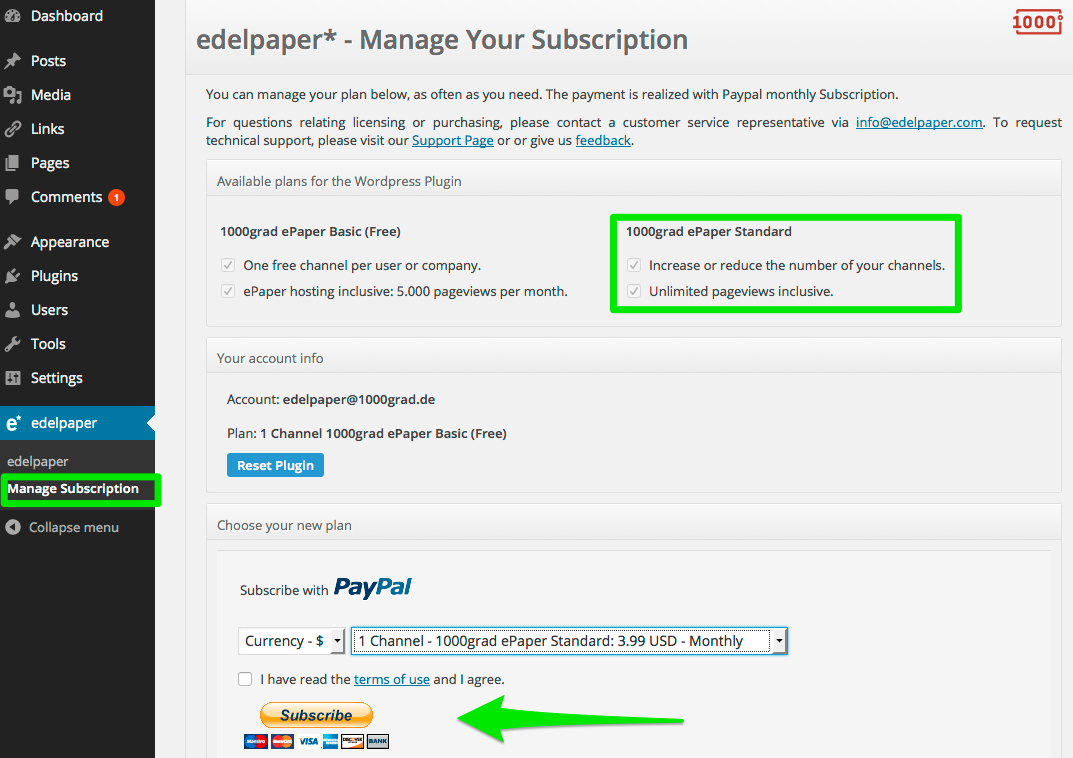 Dashboard
Posts
Media
Links
Pages
Comments 1
Appearance
Plugins
Users
Tools
Settings
e* edelpaper
edelpaper
Manage Subscription
Collapse menu
1000°
edelpaper* - Manage Your Subscription
You can manage your plan below, as often as you need. The payment is realized with Paypal monthly Subscription.
For questions relating licensing or purchasing, please contact a customer service representative via info@edelpaper.com. To request
technical support, please visit our Support Page or or give us feedback.
Available plans for the Wordpress Plugin
1000grad ePaper Basic (Free)
One free channel per user or company.
ePaper hosting inclusive: 5.000 pageviews per month.
1000grad ePaper Standard
Increase or reduce the number of your channels.
Unlimited pageviews inclusive.
Your account info
Account: edelpaper@1000grad.de
Plan: 1 Channel 1000grad ePaper Basic (Free)
Reset Plugin
Choose your new plan
Subscribe with PayPal
Currency - $ 1 Channel - 1000grad ePaper Standard: 3.99 USD - Monthly
I have read the terms of use and I agree.
Subscribe
Maestro MasterCard VISA DISCOVER BANK